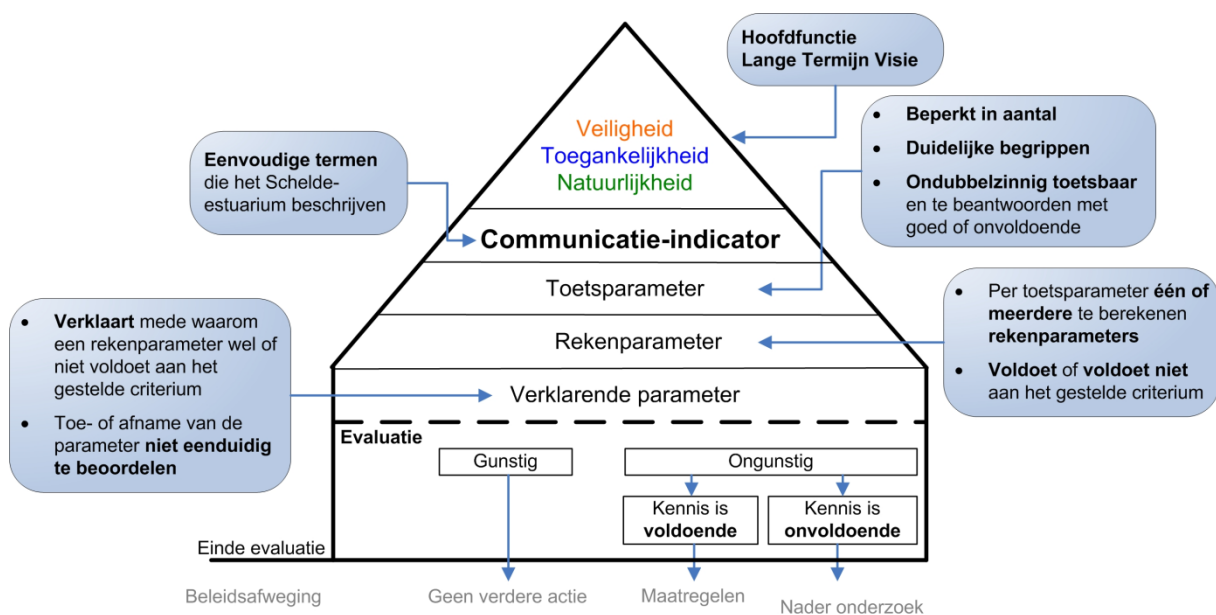 Hoofdfunctie
Lange Termijn Visie
Veiligheid
Toegankelijkheid
Natuurlijkheid
Eenvoudige termen
die het Schelde-
estuarium beschrijven
• Beperkt in aantal
• Duidelijke begrippen
• Ondubbelzinnig toetsbaar
en te beantwoorden met
goed of onvoldoende
Communicatie-indicator
Toetsparameter
Rekenparameter
Verklarende parameter
• Per toetsparameter één of
meerdere te berekenen
rekenparameters
• Voldoet of voldoet niet
aan het gestelde criterium
• Verklaart mede waarom
een rekenparameter wel of
niet voldoet aan het
gestelde criterium
• Toe- of afname van de
parameter niet eenduidig
te beoordelen
Evaluatie
Gunstig
Ongunstig
Kennis is
voldoende
Kennis is
onvoldoende
Einde evaluatie
Beleidsafweging
Geen verdere actie
Maatregelen
Nader onderzoek